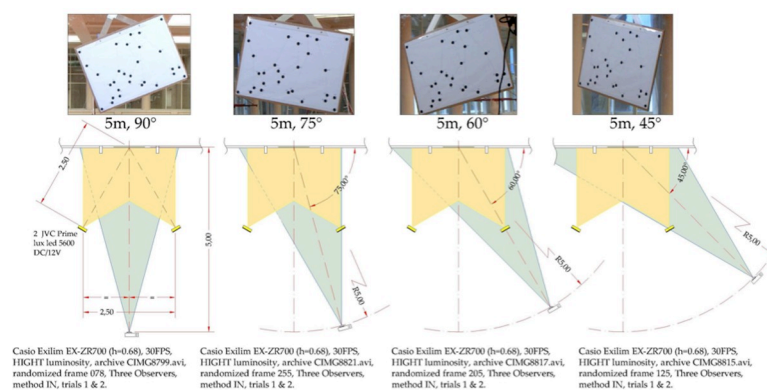 5m, 90°
5m, 75°
5m, 60°
5m, 45°
2,50
5,00
75,00°
60,00°
45,00°
2 JVC Prime
lux led 5600
DC/12V
=
=
2,50
R5,00
R5,00
R5,00
Casio Exilim EX-ZR700 (h=0.68), 30FPS,
HIGHT luminosity, archive CIMG8799.avi,
randomized frame 078, Three Observers,
method IN, trials 1 & 2.
Casio Exilim EX-ZR700 (h=0.68), 30FPS,
HIGHT luminosity, archive CIMG8821.avi,
randomized frame 255, Three Observers,
method IN, trials 1 & 2.
Casio Exilim EX-ZR700 (h=0.68), 30FPS,
HIGHT luminosity, archive CIMG8817.avi,
randomized frame 205, Three Observers,
method IN, trials 1 & 2.
Casio Exilim EX-ZR700 (h=0.68), 30FPS,
HIGHT luminosity, archive CIMG8815.avi,
randomized frame 125, Three Observers,
method IN, trials 1 & 2.